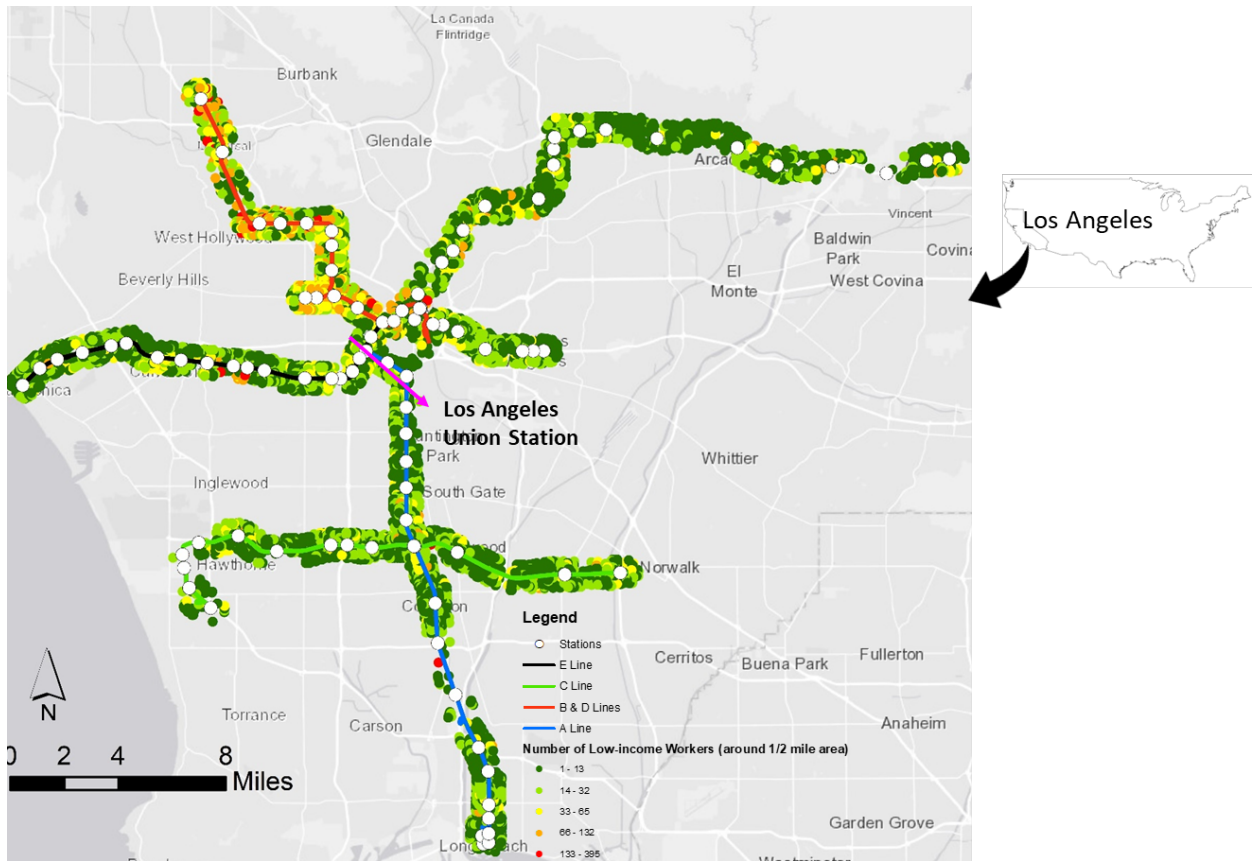 La Canada
Flintridge
Burbank
Glendale
Arcad
West Hollywood
Vincent
Baldwin
Park
Covina
Beverly Hills
El
Monte
West Covina
Los Angeles
Los Angeles
Union Station
Park
Whittier
Inglewood
South Gate
Hawthorne
Norwalk
Cerritos
Buena Park
Fullerton
Torrance
Carson
Anaheim
Garden Grove
N
0 2 4 8
Miles
Legend
Stations
E Line
C Line
B & D Lines
A Line
Number of Low-income Workers (around 1/2 mile area)
1 - 13
14 - 32
33 - 65
66 - 132
133 - 395